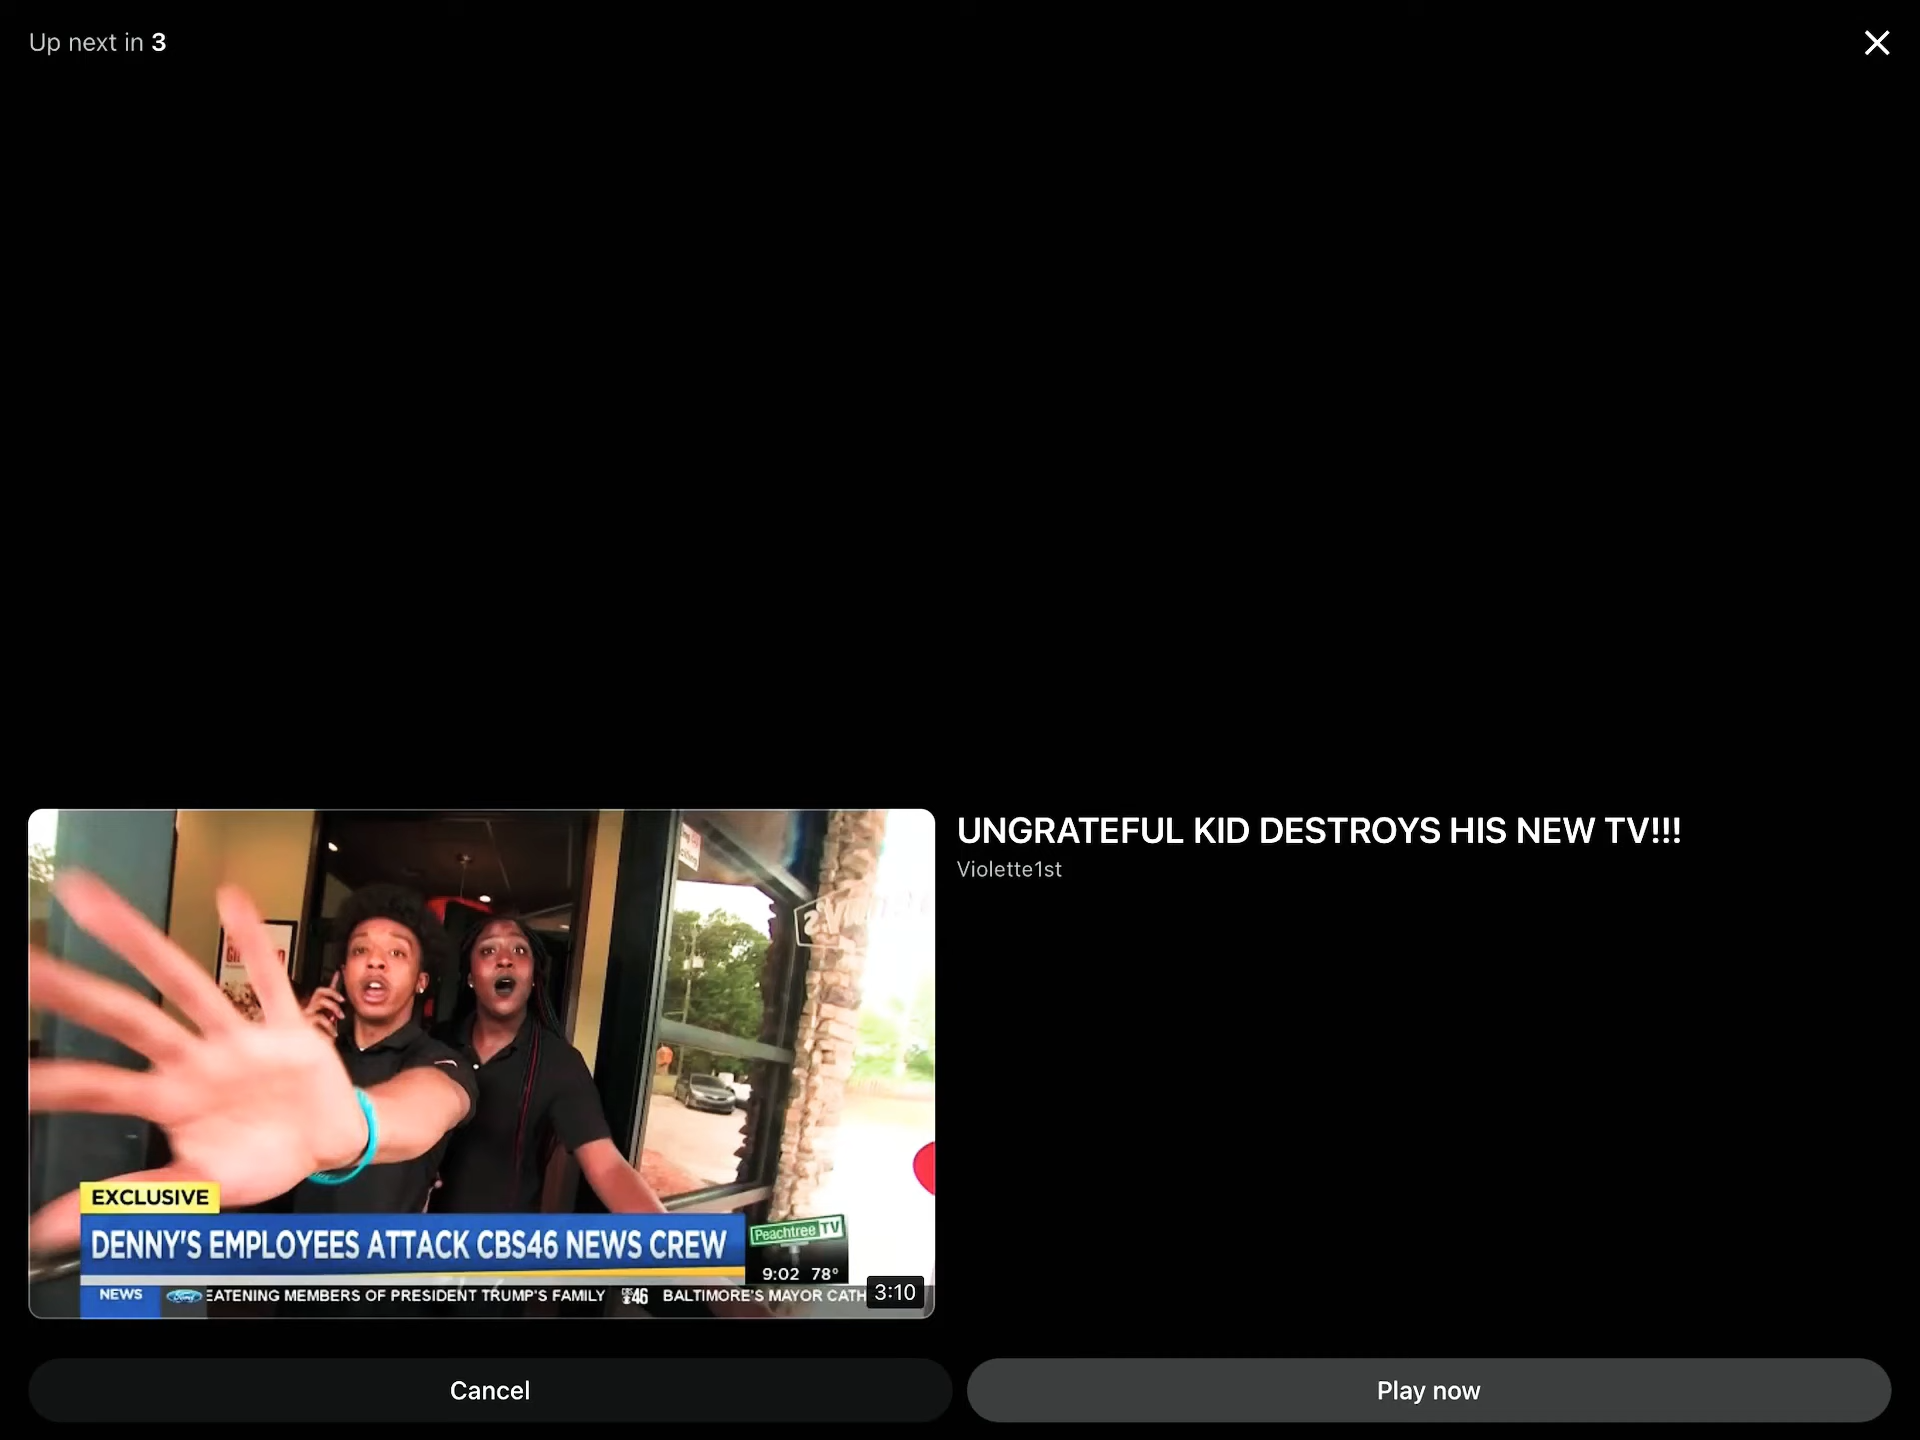 Up next in 3
UNGRATEFUL KID DESTROYS HIS NEW TV!!!
Violette1st
EXCLUSIVE
DENNY'S EMPLOYEES ATTACK CBS46 NEWS CREW
Peachtree TV
9:02 78°
NEWS Ford EATENING MEMBERS OF PRESIDENT TRUMP'S FAMILY CBS 46 BALTIMORE'S MAYOR CATH
3:10
Cancel
Play now